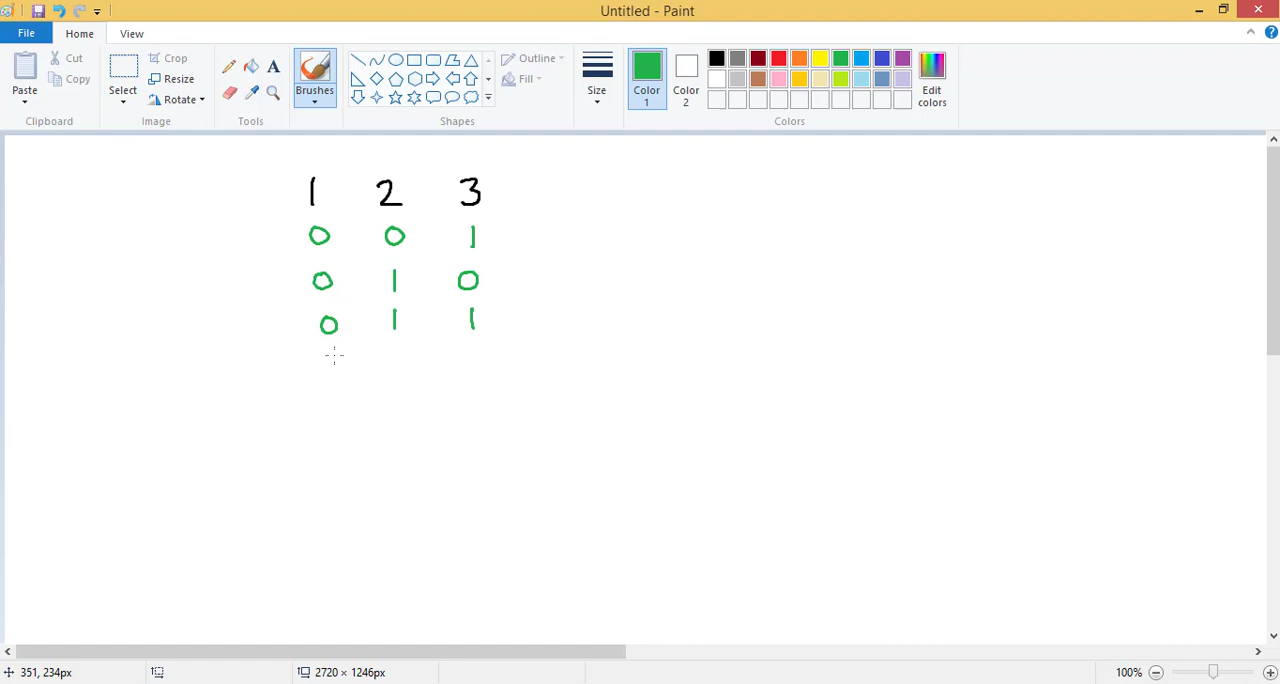 Untitled - Paint
File Home View
Paste
Cut
Copy
Clipboard
Select
Crop
Resize
Rotate
Image
A
Tools
Brushes
Outline
Fill
Shapes
Size
Color 1
Color 2
Edit colors
Colors
1 2 3
0 0 1
0 1 0
0 1 1
351, 234px
2720 × 1246px
100%